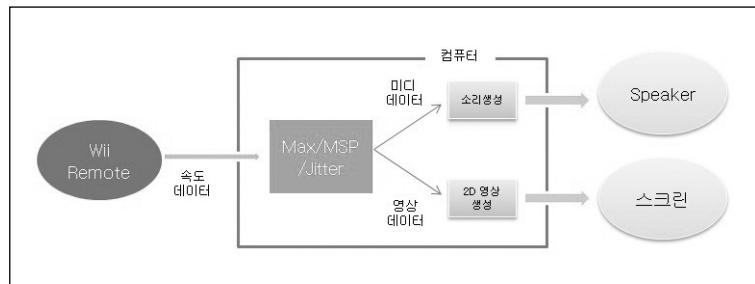 컴퓨터
Wii
Remote
속도
데이터
Max/MSP
/Jitter
미디
데이터
소리생성
Speaker
영상
데이터
2D 영상
생성
스크린